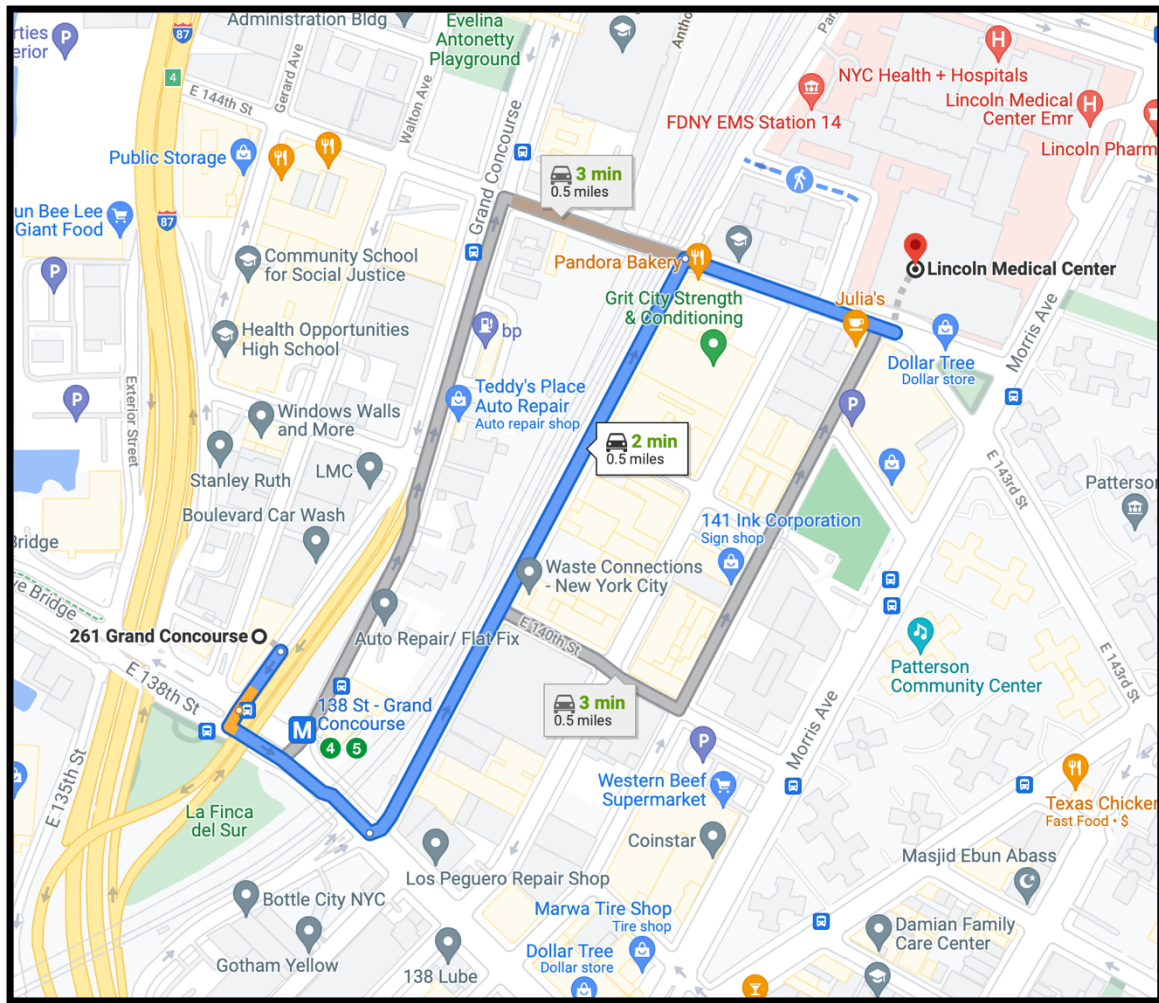 Administration Bldg
Evelina
Antonetty
Playground
Antho
Par
rties
erior
P
87
4
E 144th St
Gerard Ave
Walton Ave
Grand Concourse
NYC Health + Hospitals
H
Lincoln Medical
Center Emr
H
FDNY EMS Station 14
Lincoln Pharm
Public Storage
3 min
0.5 miles
un Bee Lee
Giant Food
87
P
Community School
for Social Justice
Pandora Bakery
Lincoln Medical Center
Grit City Strength
& Conditioning
Julia's
Health Opportunities
High School
bp
Morris Ave
Dollar Tree
Dollar store
P
Exterior Street
Teddy's Place
Auto Repair
Auto repair shop
P
Windows Walls
and More
2 min
0.5 miles
Stanley Ruth
LMC
E 143rd St
Patterson
Boulevard Car Wash
141 Ink Corporation
Sign shop
Bridge
ve Bridge
Waste Connections
- New York City
261 Grand Concourse
Auto Repair/ Flat Fix
E 140th St
Patterson
Community Center
E 143rd St
E 138th St
3 min
0.5 miles
138 St - Grand
Concourse
M
4 5
P
Morris Ave
E 135th St
Western Beef
Supermarket
La Finca
del Sur
Texas Chicken
Fast Food · $
Coinstar
Masjid Ebun Abass
Los Peguero Repair Shop
Bottle City NYC
Marwa Tire Shop
Tire shop
Damian Family
Care Center
Gotham Yellow
138 Lube
Dollar Tree
Dollar store